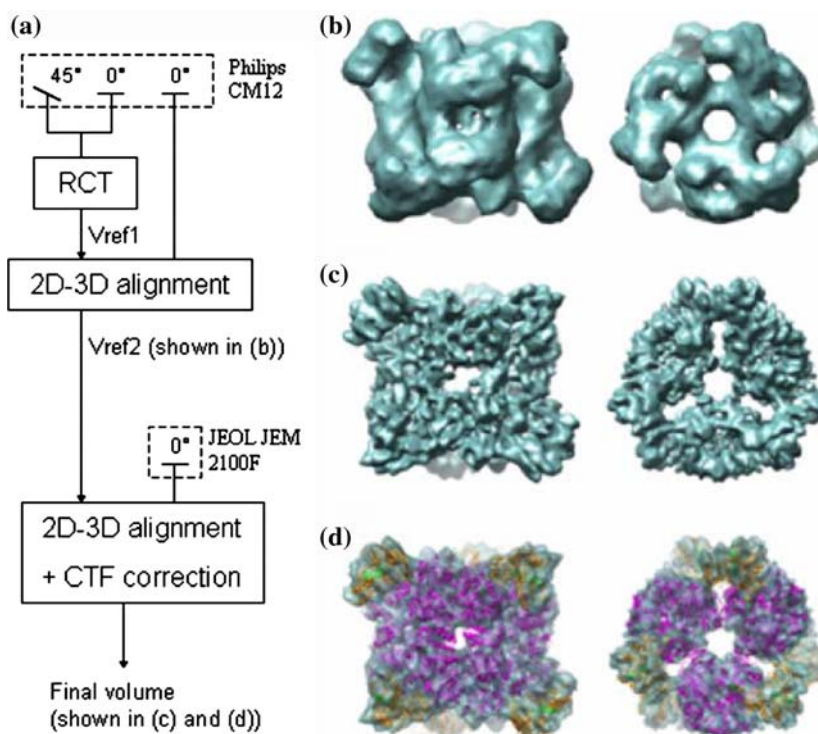 (a)
45° 0° 0° Philips
CM12
RCT
Vref1
2D-3D alignment
Vref2 (shown in (b))
0° JEOL JEM
2100F
2D-3D alignment
+ CTF correction
Final volume
(shown in (c) and (d))
(b)
(c)
(d)